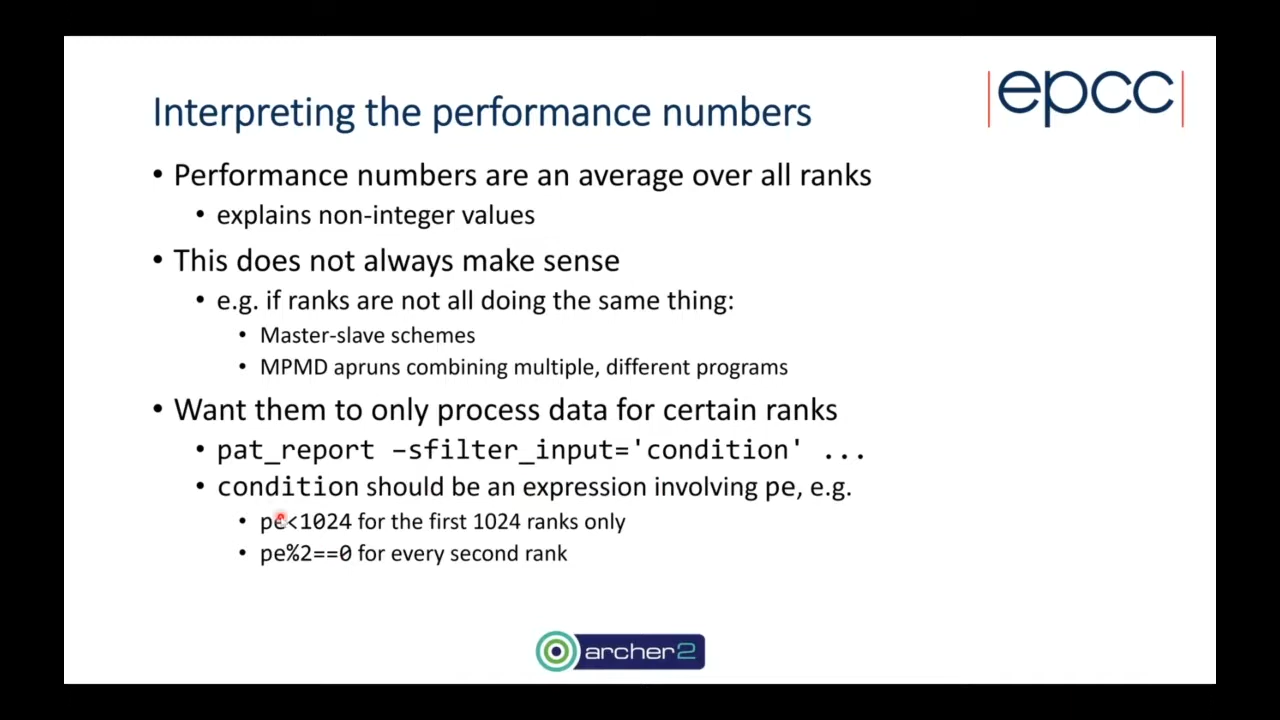 epcc
Interpreting the performance numbers
• Performance numbers are an average over all ranks
• explains non-integer values
• This does not always make sense
• e.g. if ranks are not all doing the same thing:
• Master-slave schemes
• MPMD apruns combining multiple, different programs
• Want them to only process data for certain ranks
• pat_report –sfilter_input='condition' ...
• condition should be an expression involving pe, e.g.
• pe<1024 for the first 1024 ranks only
• pe%2==0 for every second rank
archer2